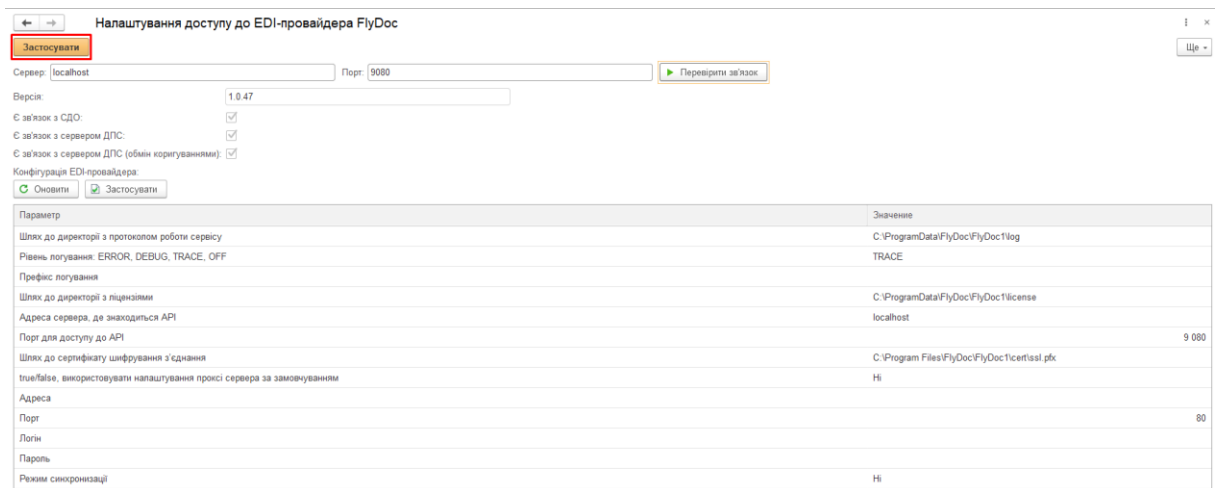 Налаштування доступу до EDI-провайдера FlyDoc
Застосувати
Ще
Сервер: localhost Порт: 9080 Перевірити зв'язок
Версія: 1.0.47
Є зв'язок з СДО:
Є зв'язок з сервером ДПС:
Є зв'язок з сервером ДПС (обмін коригуваннями):
Конфігурація EDI-провайдера:
Оновити Застосувати
Параметр Значение
Шлях до директорії з протоколом роботи сервісу C:\ProgramData\FlyDoc\FlyDoc1\log
Рівень логування: ERROR, DEBUG, TRACE, OFF TRACE
Префікс логування
Шлях до директорії з ліцензіями C:\ProgramData\FlyDoc\FlyDoc1\license
Адреса сервера, де знаходиться API localhost
Порт для доступу до API 9 080
Шлях до сертифікату шифрування з'єднання C:\Program Files\FlyDoc\FlyDoc1\cert\ssl.pfx
true/false, використовувати налаштування проксі сервера за замовчуванням Ні
Адреса
Порт 80
Логін
Пароль
Режим синхронизації Ні